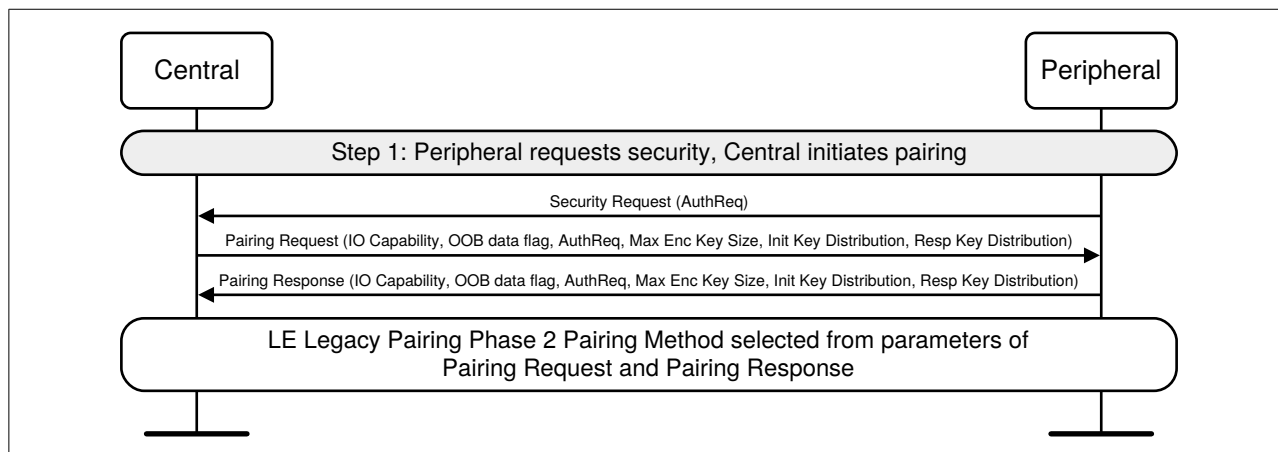 Central
Peripheral
Step 1: Peripheral requests security, Central initiates pairing
Security Request (AuthReq)
Pairing Request (IO Capability, OOB data flag, AuthReq, Max Enc Key Size, Init Key Distribution, Resp Key Distribution)
Pairing Response (IO Capability, OOB data flag, AuthReq, Max Enc Key Size, Init Key Distribution, Resp Key Distribution)
LE Legacy Pairing Phase 2 Pairing Method selected from parameters of
Pairing Request and Pairing Response